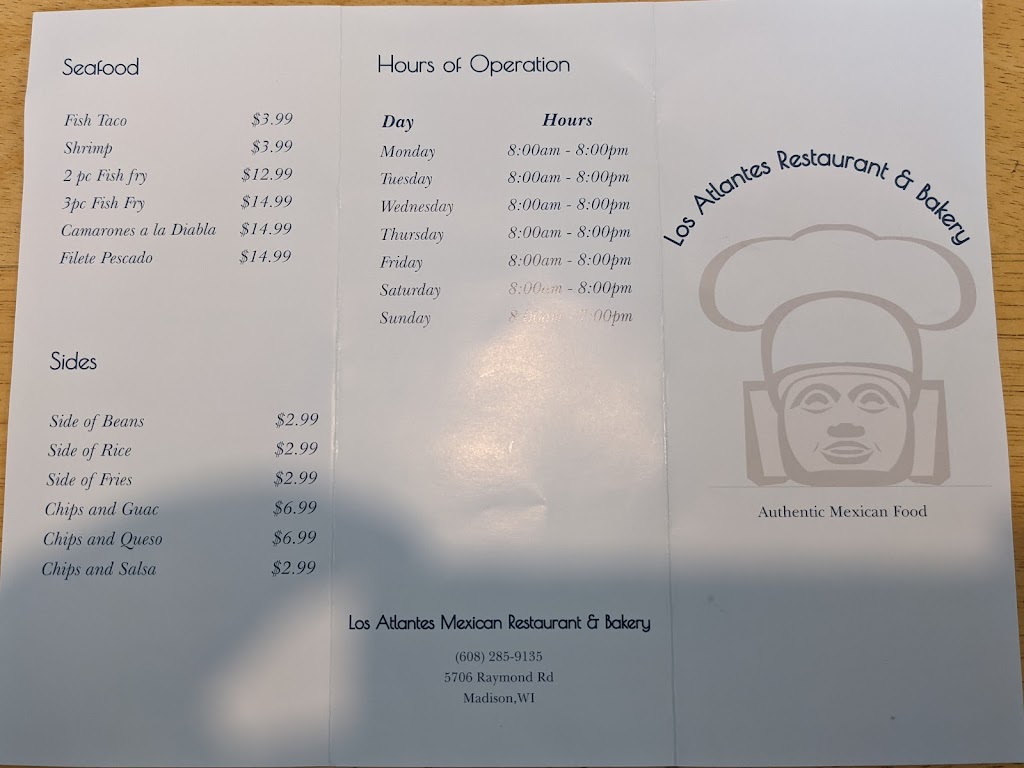 Seafood
Fish Taco $3.99
Shrimp $3.99
2 pc Fish fry $12.99
3pc Fish Fry $14.99
Camarones a la Diabla $14.99
Filete Pescado $14.99
Sides
Side of Beans $2.99
Side of Rice $2.99
Side of Fries $2.99
Chips and Guac $6.99
Chips and Queso $6.99
Chips and Salsa $2.99
Hours of Operation
Day Hours
Monday 8:00am - 8:00pm
Tuesday 8:00am - 8:00pm
Wednesday 8:00am - 8:00pm
Thursday 8:00am - 8:00pm
Friday 8:00am - 8:00pm
Saturday 8:00am - 8:00pm
Sunday
Los Atlantes Mexican Restaurant & Bakery
(608) 285-9135
5706 Raymond Rd
Madison,WI
Los Atlantes Restaurant & Bakery
Authentic Mexican Food